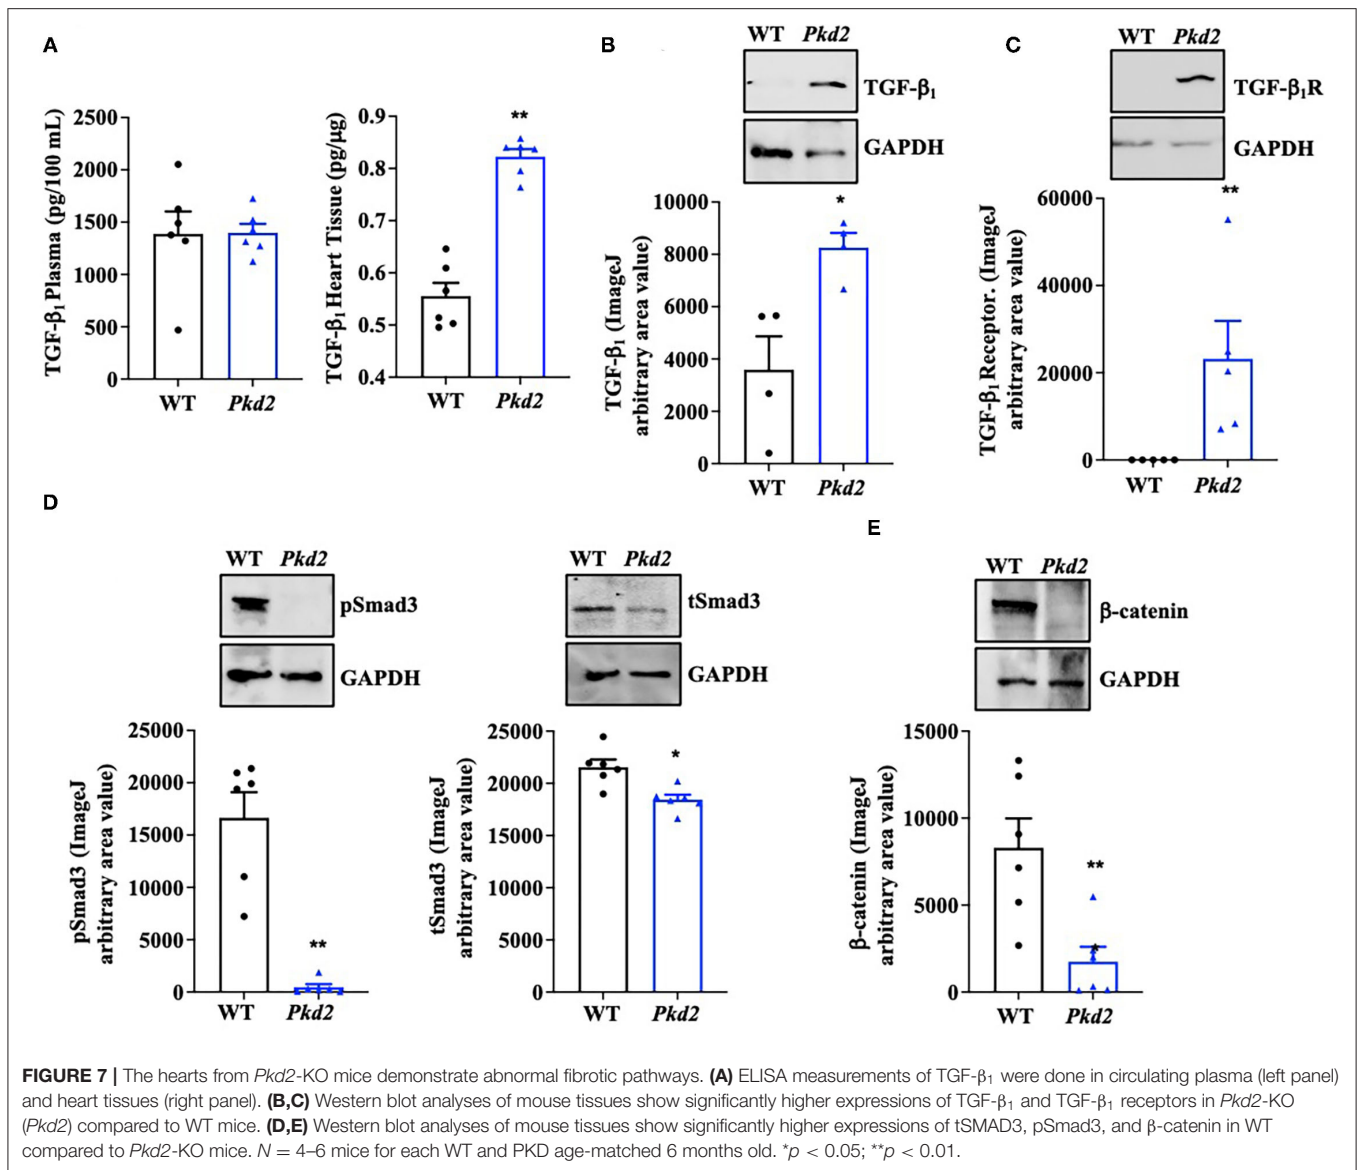 A
2500
2000
1500
1000
500
0
TGF-β₁ Plasma (pg/100 mL)
WT Pkd2
0.9
0.8
0.7
0.6
0.5
0.4
TGF-β₁ Heart Tissue (pg/µg)
**
WT Pkd2
B
WT Pkd2
TGF-β₁
GAPDH
10000
8000
6000
4000
2000
0
TGF-β₁ (ImageJ
arbitrary area value)
*
WT Pkd2
C
WT Pkd2
TGF-β₁R
GAPDH
60000
40000
20000
0
TGF-β₁ Receptor. (ImageJ
arbitrary area value)
**
WT Pkd2
D
WT Pkd2
pSmad3
GAPDH
25000
20000
15000
10000
5000
0
pSmad3 (ImageJ
arbitrary area value)
**
WT Pkd2
WT Pkd2
tSmad3
GAPDH
25000
20000
15000
10000
5000
0
tSmad3 (ImageJ
arbitrary area value)
*
WT Pkd2
E
WT Pkd2
β-catenin
GAPDH
15000
10000
5000
0
β-catenin (ImageJ
arbitrary area value)
**
WT Pkd2
FIGURE 7 | The hearts from Pkd2-KO mice demonstrate abnormal fibrotic pathways. (A) ELISA measurements of TGF-β₁ were done in circulating plasma (left panel)
and heart tissues (right panel). (B,C) Western blot analyses of mouse tissues show significantly higher expressions of TGF-β₁ and TGF-β₁ receptors in Pkd2-KO
(Pkd2) compared to WT mice. (D,E) Western blot analyses of mouse tissues show significantly higher expressions of tSMAD3, pSmad3, and β-catenin in WT
compared to Pkd2-KO mice. N = 4–6 mice for each WT and PKD age-matched 6 months old. *p < 0.05; **p < 0.01.